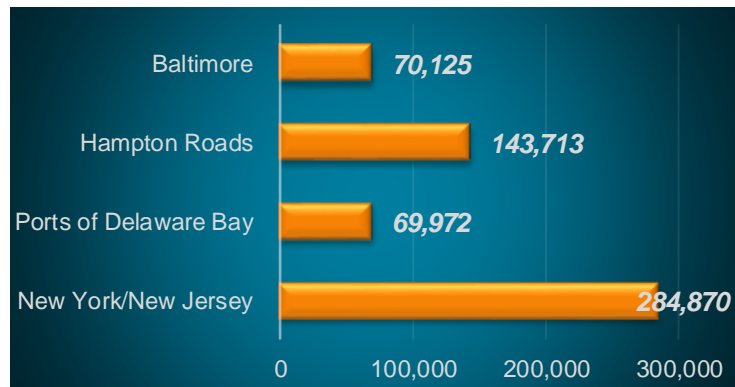 Baltimore 70,125
Hampton Roads 143,713
Ports of Delaware Bay 69,972
New York/New Jersey 284,870
0 100,000 200,000 300,000